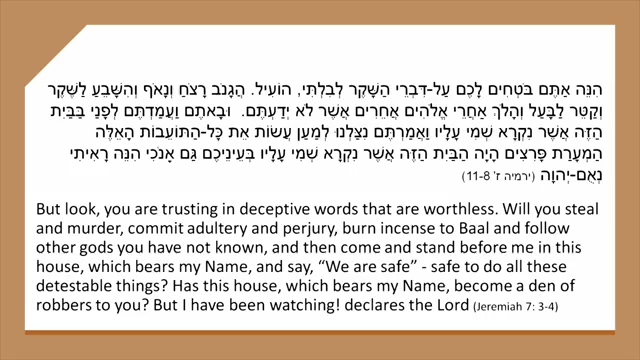 הִנֵּה אַתֶּם בֹּטְחִים לָכֶם עַל-דִּבְרֵי הַשָּׁקֶר לְבִלְתִּי, הוֹעִיל. הֲגָנֹב רָצֹחַ וְנָאֹף וְהִשָּׁבֵעַ לַשֶּׁקֶר
וְקַטֵּר לַבָּעַל וְהָלֹךְ אַחֲרֵי אֱלֹהִים אֲחֵרִים אֲשֶׁר לֹא יְדַעְתֶּם. וּבָאתֶם וַעֲמַדְתֶּם לְפָנַי בַּבַּיִת
הַזֶּה אֲשֶׁר נִקְרָא שְׁמִי עָלָיו וַאֲמַרְתֶּם נִצַּלְנוּ לְמַעַן עֲשׂוֹת אֵת כָּל-הַתּוֹעֵבוֹת הָאֵלֶּה
הַמְעָרַת פָּרִצִים הָיָה הַבַּיִת הַזֶּה אֲשֶׁר נִקְרָא שְׁמִי עָלָיו בְּעֵינֵיכֶם גַּם אָנֹכִי הִנֵּה רָאִיתִי
נְאֻם-יְהוָה (ירמיה ז' 11-8)
But look, you are trusting in deceptive words that are worthless. Will you steal
and murder, commit adultery and perjury, burn incense to Baal and follow
other gods you have not known, and then come and stand before me in this
house, which bears my Name, and say, “We are safe” - safe to do all these
detestable things? Has this house, which bears my Name, become a den of
robbers to you? But I have been watching! declares the Lord (Jeremiah 7: 3-4)